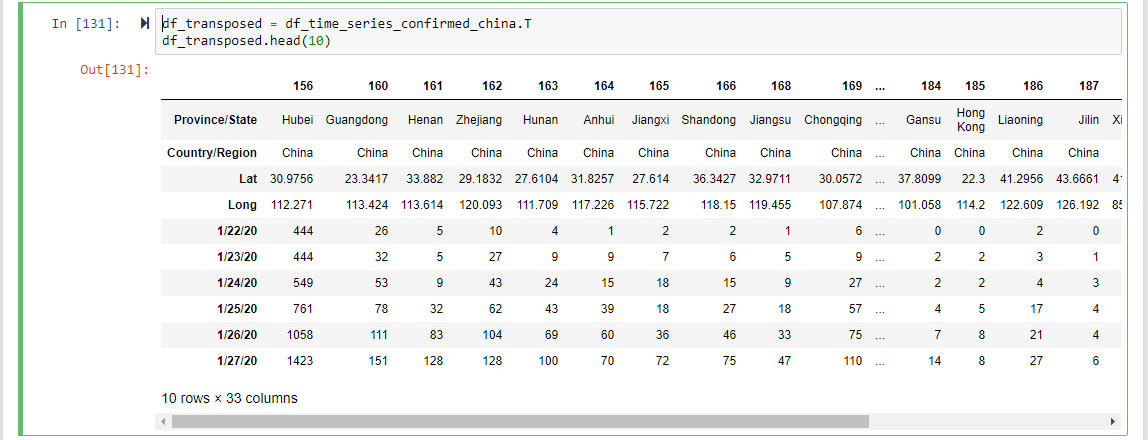 In [131]:
df_transposed = df_time_series_confirmed_china.T
df_transposed.head(10)
Out[131]:
156 160 161 162 163 164 165 166 168 169 ... 184 185 186 187
Province/State Hubei Guangdong Henan Zhejiang Hunan Anhui Jiangxi Shandong Jiangsu Chongqing ... Gansu Hong Kong Liaoning Jilin Xi
Country/Region China China China China China China China China China China ... China China China China
Lat 30.9756 23.3417 33.882 29.1832 27.6104 31.8257 27.614 36.3427 32.9711 30.0572 ... 37.8099 22.3 41.2956 43.6661 41
Long 112.271 113.424 113.614 120.093 111.709 117.226 115.722 118.15 119.455 107.874 ... 101.058 114.2 122.609 126.192 85
1/22/20 444 26 5 10 4 1 2 2 1 6 ... 0 0 2 0
1/23/20 444 32 5 27 9 9 7 6 5 9 ... 2 2 3 1
1/24/20 549 53 9 43 24 15 18 15 9 27 ... 2 2 4 3
1/25/20 761 78 32 62 43 39 18 27 18 57 ... 4 5 17 4
1/26/20 1058 111 83 104 69 60 36 46 33 75 ... 7 8 21 4
1/27/20 1423 151 128 128 100 70 72 75 47 110 ... 14 8 27 6
10 rows × 33 columns